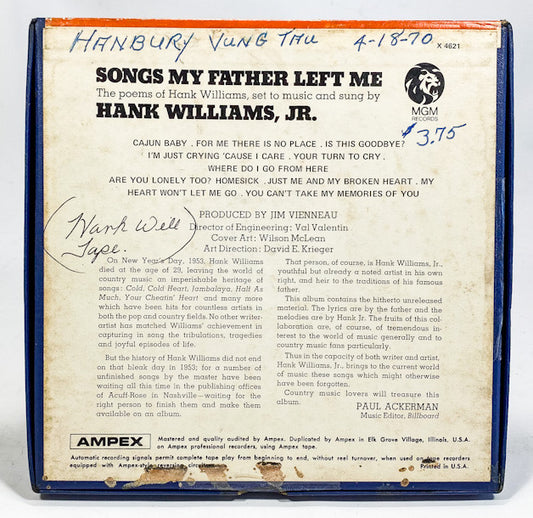 HANBURY VUNG TAU 4-18-70
X 4621
SONGS MY FATHER LEFT ME
The poems of Hank Williams, set to music and sung by
HANK WILLIAMS, JR.
MGM
RECORDS
$3.75
CAJUN BABY . FOR ME THERE IS NO PLACE . IS THIS GOODBYE?
I'M JUST CRYING 'CAUSE I CARE . YOUR TURN TO CRY .
WHERE DO I GO FROM HERE
ARE YOU LONELY TOO? HOMESICK . JUST ME AND MY BROKEN HEART . MY
HEART WON'T LET ME GO . YOU CAN'T TAKE MY MEMORIES OF YOU
(Hank Well
Tape.)
PRODUCED BY JIM VIENNEAU
Director of Engineering: Val Valentin
Cover Art: Wilson McLean
Art Direction: David E. Krieger
On New Year's Day, 1953, Hank Williams
died at the age of 29, leaving the world of
country music an imperishable heritage of
songs: Cold, Cold Heart, Jambalaya, Half As
Much, Your Cheatin' Heart and many more
which have been hits for countless artists in
both the pop and country fields. No other writer-
artist has matched Williams' achievement in
capturing in song the tribulations, tragedies
and joyful episodes of life.
But the history of Hank Williams did not end
on that bleak day in 1953; for a number of
unfinished songs by the master have been
waiting all this time in the publishing offices
of Acuff-Rose in Nashville—waiting for the
right person to finish them and make them
available on an album.
That person, of course, is Hank Williams, Jr.,
youthful but already a noted artist in his own
right, and heir to the traditions of his famous
father.
This album contains the hitherto unreleased
material. The lyrics are by the father and the
melodies are by Hank Jr. The fruits of this col-
laboration are, of course, of tremendous inter-
est to the world of music generally and to
country music fans particularly.
Thus in the capacity of both writer and artist,
Hank Williams, Jr. brings to the current world
of music these songs which might otherwise
have been forgotten.
Country music lovers will treasure this
album.
PAUL ACKERMAN
Music Editor, Billboard
AMPEX
Mastered and quality audited by Ampex. Duplicated by Ampex in Elk Grove Village, Illinois. U.S.A.
on Ampex professional recorders, using Ampex tape.
Automatic recording signals permit complete tape play from beginning to end, without reel turnover, when used on tape recorders
equipped with Ampex-style reversing circuits.
Printed in U.S.A.